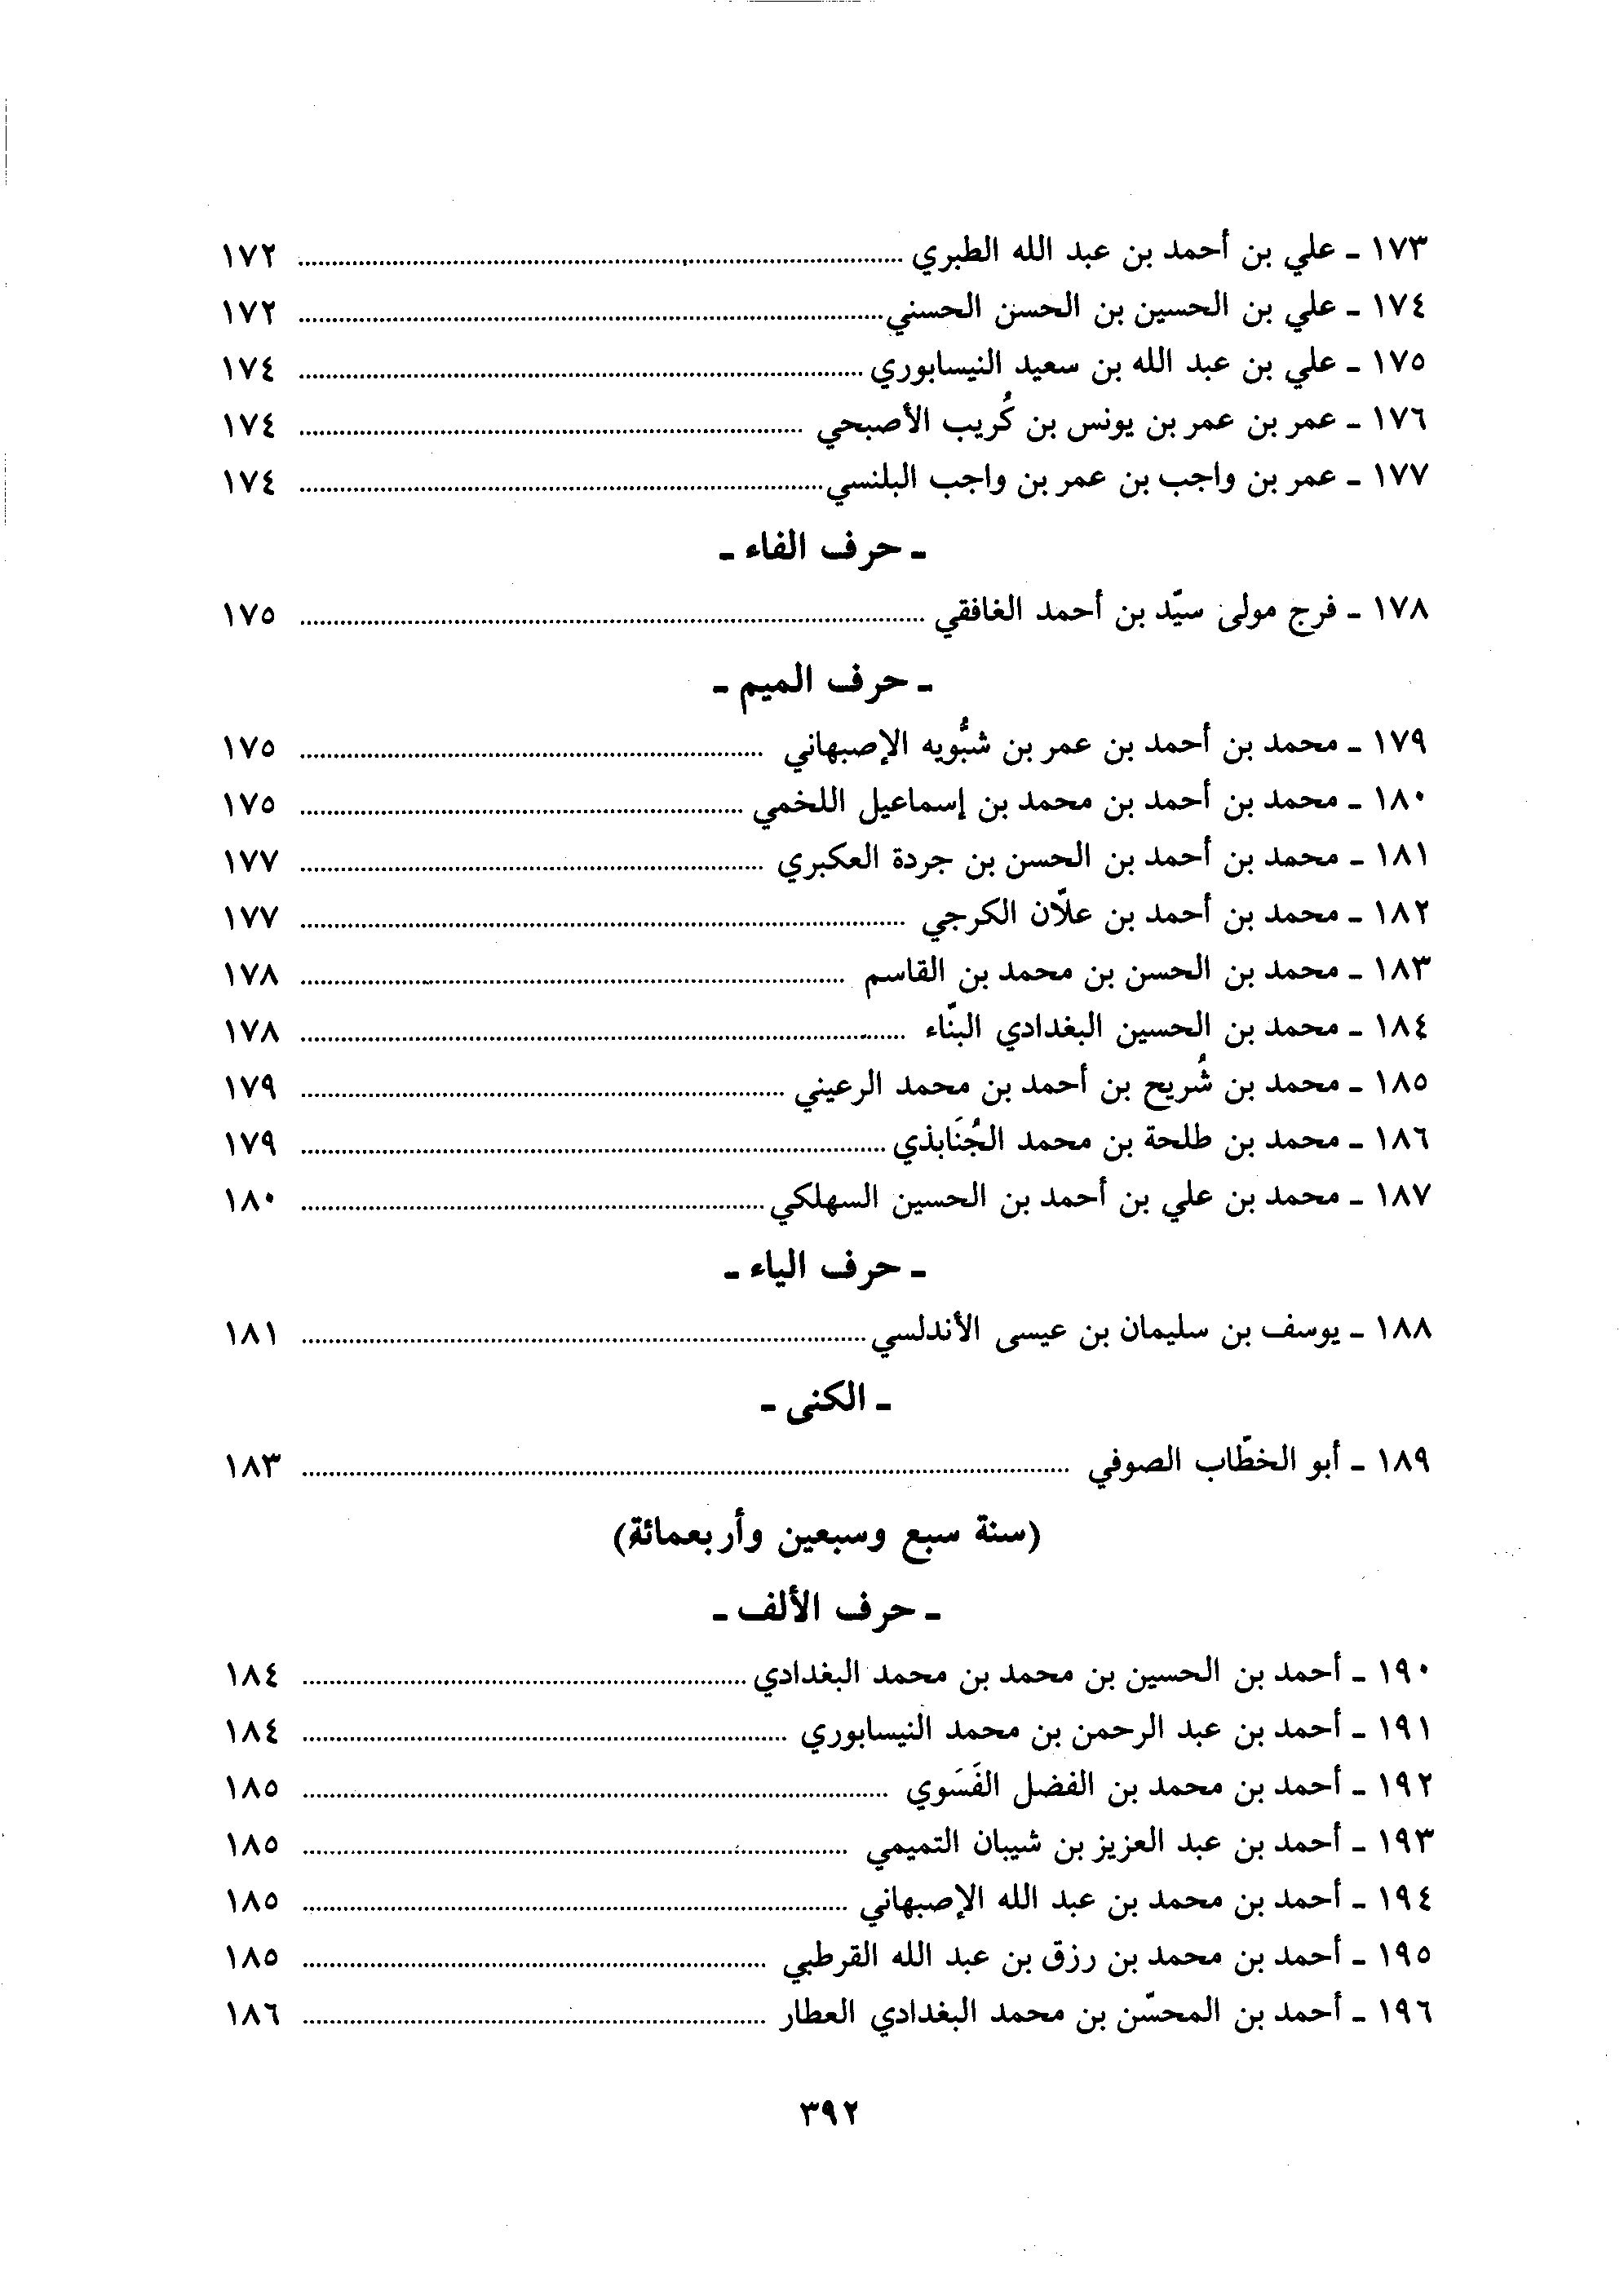 ١٧٣ ـ علي بن أحمد بن عبد الله الطبري ........................ ١٧٢
١٧٤ ـ علي بن الحسين بن الحسن الحسني ........................ ١٧٢
١٧٥ ـ علي بن عبد الله بن سعيد النيسابوري ........................ ١٧٤
١٧٦ ـ عمر بن عمر بن يونس بن كُريب الأصبحي ........................ ١٧٤
١٧٧ ـ عمر بن واجب بن عمر بن واجب البلنسي ........................ ١٧٤
ـ حرف الفاء ـ
١٧٨ ـ فرج مولى سيّد بن أحمد الغافقي ........................ ١٧٥
ـ حرف الميم ـ
١٧٩ ـ محمد بن أحمد بن عمر بن شبُّويه الإصبهاني ........................ ١٧٥
١٨٠ ـ محمد بن أحمد بن محمد بن إسماعيل اللخمي ........................ ١٧٥
١٨١ ـ محمد بن أحمد بن الحسن بن جردة العكبري ........................ ١٧٧
١٨٢ ـ محمد بن أحمد بن علّان الكرجي ........................ ١٧٧
١٨٣ ـ محمد بن الحسن بن محمد بن القاسم ........................ ١٧٨
١٨٤ ـ محمد بن الحسين البغدادي البنّاء ........................ ١٧٨
١٨٥ ـ محمد بن شُريح بن أحمد بن محمد الرعيني ........................ ١٧٩
١٨٦ ـ محمد بن طلحة بن محمد الجُنَابذي ........................ ١٧٩
١٨٧ ـ محمد بن علي بن أحمد بن الحسين السهلكي ........................ ١٨٠
ـ حرف الياء ـ
١٨٨ ـ يوسف بن سليمان بن عيسى الأندلسي ........................ ١٨١
ـ الكنى ـ
١٨٩ ـ أبو الخطّاب الصوفي ........................ ١٨٣
(سنة سبع وسبعين وأربعمائة)
ـ حرف الألف ـ
١٩٠ ـ أحمد بن الحسين بن محمد بن محمد البغدادي ........................ ١٨٤
١٩١ ـ أحمد بن عبد الرحمن بن محمد النيسابوري ........................ ١٨٤
١٩٢ ـ أحمد بن محمد بن الفضل الفَسَوي ........................ ١٨٥
١٩٣ ـ أحمد بن عبد العزيز بن شيبان التميمي ........................ ١٨٥
١٩٤ ـ أحمد بن محمد بن عبد الله الإصبهاني ........................ ١٨٥
١٩٥ ـ أحمد بن محمد بن رزق بن عبد الله القرطبي ........................ ١٨٥
١٩٦ ـ أحمد بن المحسّن بن محمد البغدادي العطار ........................ ١٨٦
٣٩٢